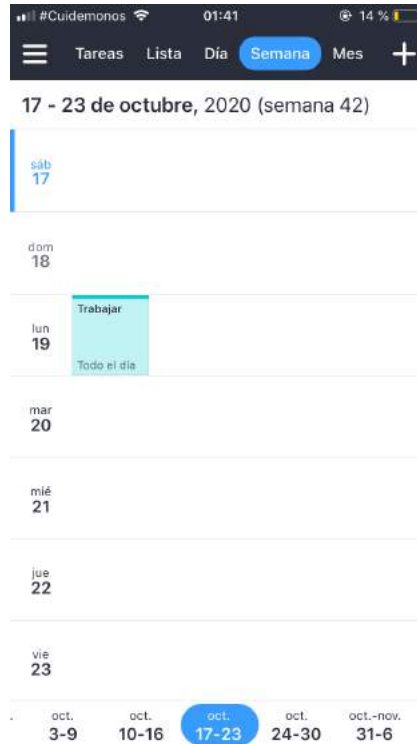 #Cuidemonos 01:41 14 %
Tareas Lista Día Semana Mes
17 - 23 de octubre, 2020 (semana 42)
sáb
17
dom
18
lun
19
Trabajar
Todo el día
mar
20
mié
21
jue
22
vie
23
. oct. oct. oct. oct. oct.-nov.
3-9 10-16 17-23 24-30 31-6